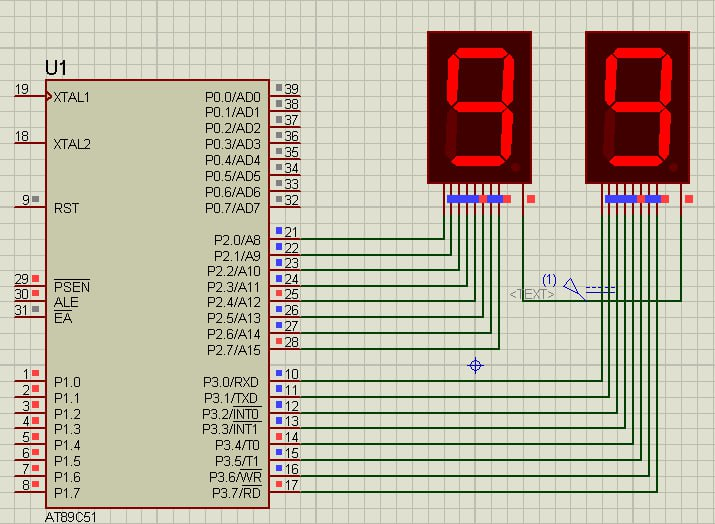 U1
19 XTAL1 P0.0/AD0 39
P0.1/AD1 38
P0.2/AD2 37
18 XTAL2 P0.3/AD3 36
P0.4/AD4 35
P0.5/AD5 34
P0.6/AD6 33
9 RST P0.7/AD7 32
P2.0/A8 21
P2.1/A9 22
P2.2/A10 23
29 PSEN P2.3/A11 24
30 ALE P2.4/A12 25
31 EA P2.5/A13 26
P2.6/A14 27
P2.7/A15 28
1 P1.0 P3.0/RXD 10
2 P1.1 P3.1/TXD 11
3 P1.2 P3.2/INT0 12
4 P1.3 P3.3/INT1 13
5 P1.4 P3.4/T0 14
6 P1.5 P3.5/T1 15
7 P1.6 P3.6/WR 16
8 P1.7 P3.7/RD 17
AT89C51
9 9
(1)
<TEXT>